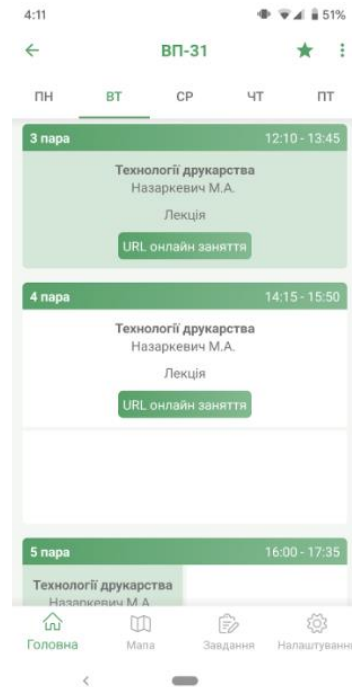 4:11 51%
ВП-31
ПН ВТ СР ЧТ ПТ
3 пара 12:10 - 13:45
Технології друкарства
Назаркевич М.А.
Лекція
URL онлайн заняття
4 пара 14:15 - 15:50
Технології друкарства
Назаркевич М.А.
Лекція
URL онлайн заняття
5 пара 16:00 - 17:35
Технології друкарства
Назаркевич М.А.
Головна Мапа Завдання Налаштування